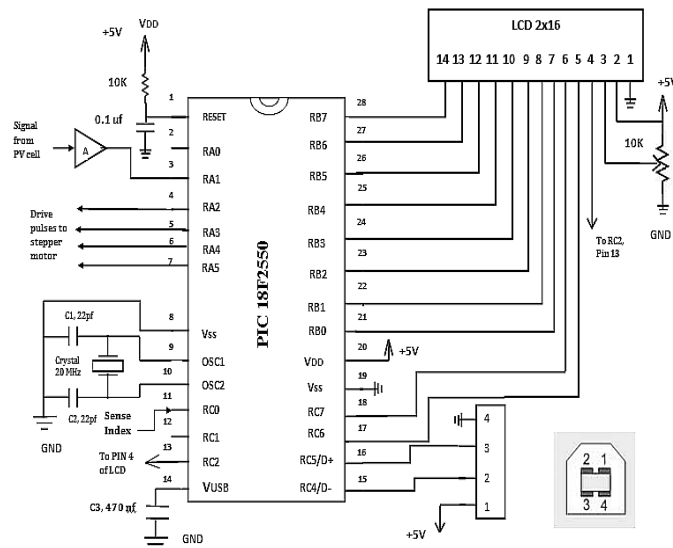 LCD 2x16
14 13 12 11 10 9 8 7 6 5 4 3 2 1
VDD
+5V
10K
0.1 uf
Signal
from
PV cell
A
Drive
pulses to
stepper
motor
C1, 22pf
Crystal
20 MHz
C2, 22pf
GND
Sense
Index
To PIN 4
of LCD
C3, 470 nf
GND
1
RESET
2
RA0
3
RA1
4
RA2
5
RA3
6
RA4
7
RA5
8
Vss
9
OSC1
10
OSC2
11
RC0
12
RC1
13
RC2
14
VUSB
PIC 18F2550
28
RB7
27
RB6
26
RB5
25
RB4
24
RB3
23
RB2
22
RB1
21
RB0
20
VDD
+5V
19
Vss
18
RC7
17
RC6
16
RC5/D+
15
RC4/D-
+5V
10K
GND
To RC2,
Pin 13
4
3
2
1
+5V
2 1
3 4